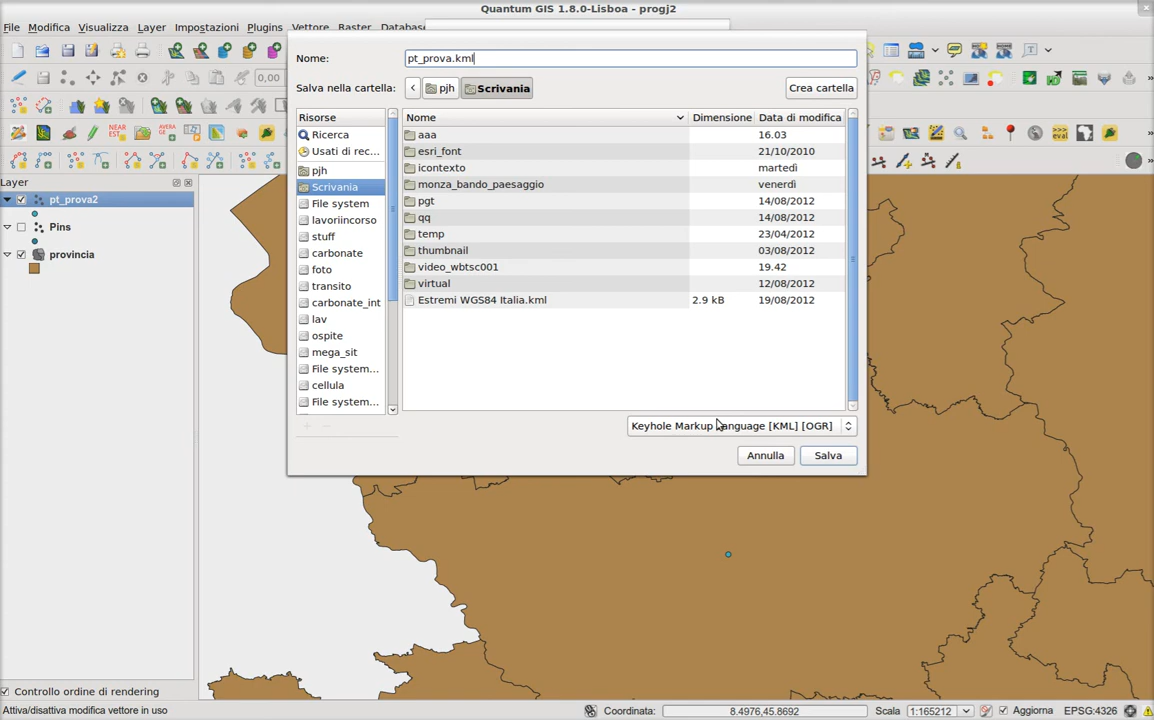 Quantum GIS 1.8.0-Lisboa - progj2
File Modifica Visualizza Layer Impostazioni Plugins Vettore Raster Database
Nome: pt_prova.kml
0,00
Salva nella cartella: < pjh Scrivania Crea cartella
Risorse Nome Dimensione Data di modifica
Ricerca aaa 16.03
Usati di rec... esri_font 21/10/2010
icontexto martedì
pjh monza_bando_paesaggio venerdì
Scrivania pgt 14/08/2012
File system qq 14/08/2012
lavoriincorso temp 23/04/2012
stuff thumbnail 03/08/2012
carbonate video_wbtsc001 19.42
foto virtual 12/08/2012
transito Estremi WGS84 Italia.kml 2.9 kB 19/08/2012
carbonate_int
lav
ospite
mega_sit
File system...
cellula
File system...
Keyhole Markup Language [KML] [OGR]
Annulla Salva
NEAREST
AVERAGE
>eval
Layer
pt_prova2
Pins
provincia
Controllo ordine di rendering
Attiva/disattiva modifica vettore in uso Coordinata: 8.4976,45.8692 Scala 1:165212 Aggiorna EPSG:4326